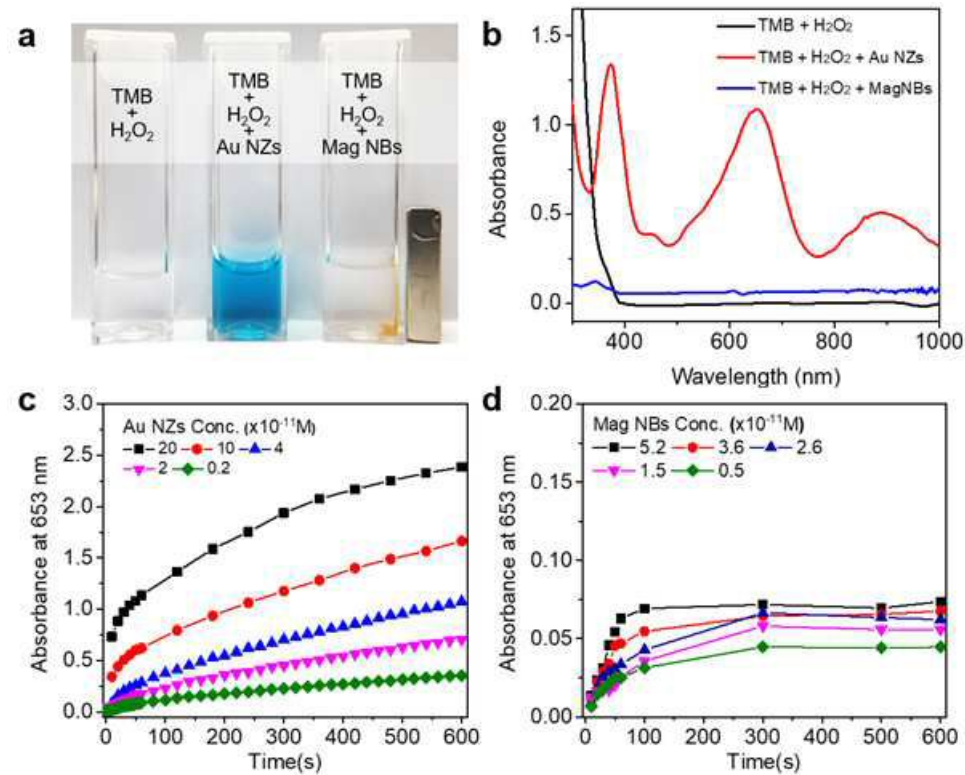 a
TMB
+
H2O2
TMB
+
H2O2
+
Au NZs
TMB
+
H2O2
+
Mag NBs
b
TMB + H2O2
TMB + H2O2 + Au NZs
TMB + H2O2 + MagNBs
1.5
1.0
0.5
0.0
Absorbance
400 600 800 1000
Wavelength (nm)
c
Au NZs Conc. (x10-11M)
20 10 4
2 0.2
3.0
2.5
2.0
1.5
1.0
0.5
0.0
Absorbance at 653 nm
0 100 200 300 400 500 600
Time(s)
d
Mag NBs Conc. (x10-11M)
5.2 3.6 2.6
1.5 0.5
0.20
0.15
0.10
0.05
0.00
Absorbance at 653 nm
0 100 200 300 400 500 600
Time(s)